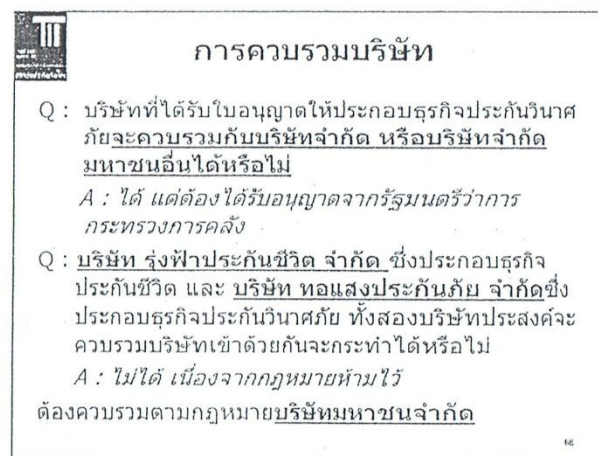 การควบรวมบริษัท
Q : บริษัทที่ได้รับใบอนุญาตให้ประกอบธุรกิจประกันวินาศ
ภัยจะควบรวมกับบริษัทจำกัด หรือบริษัทจำกัด
มหาชนอื่นได้หรือไม่
A : ได้ แต่ต้องได้รับอนุญาตจากรัฐมนตรีว่าการ
กระทรวงการคลัง
Q : บริษัท รุ่งฟ้าประกันชีวิต จำกัด ซึ่งประกอบธุรกิจ
ประกันชีวิต และ บริษัท ทอแสงประกันภัย จำกัดซึ่ง
ประกอบธุรกิจประกันวินาศภัย ทั้งสองบริษัทประสงค์จะ
ควบรวมบริษัทเข้าด้วยกันจะกระทำได้หรือไม่
A : ไม่ได้ เนื่องจากกฎหมายห้ามไว้
ต้องควบรวมตามกฎหมายบริษัทมหาชนจำกัด
68